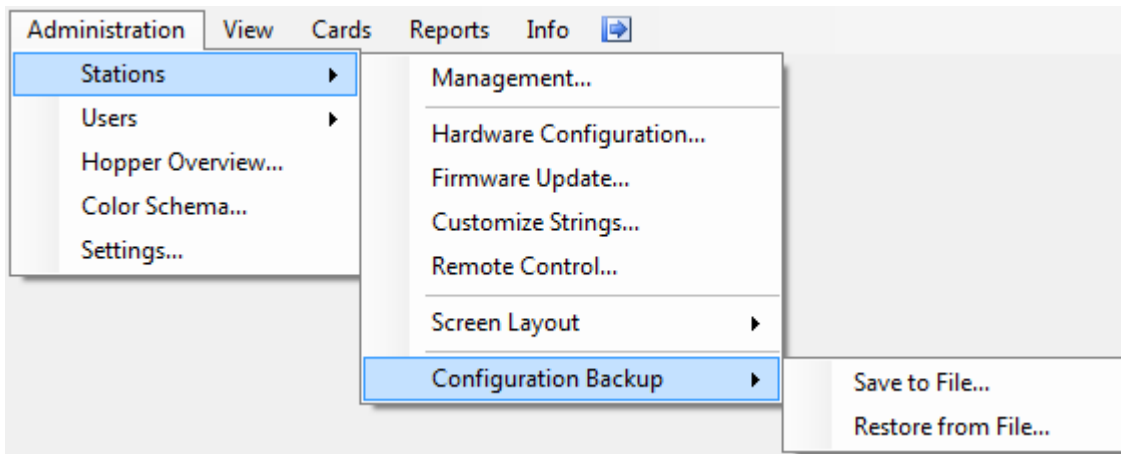 Administration View Cards Reports Info
Stations
Users
Hopper Overview...
Color Schema...
Settings...
Management...
Hardware Configuration...
Firmware Update...
Customize Strings...
Remote Control...
Screen Layout
Configuration Backup
Save to File...
Restore from File...